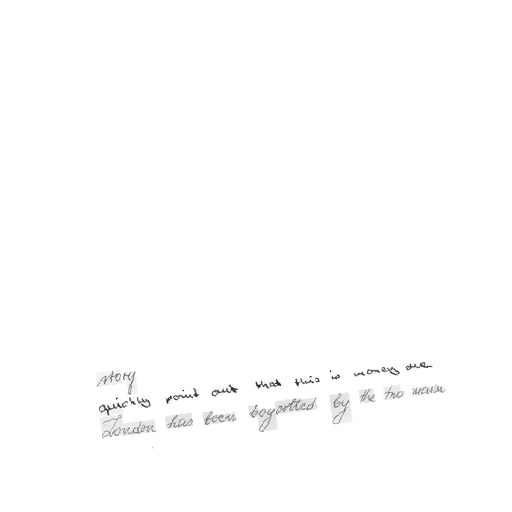 story
quickly point out that this is money due
London has been boycotted by the two main